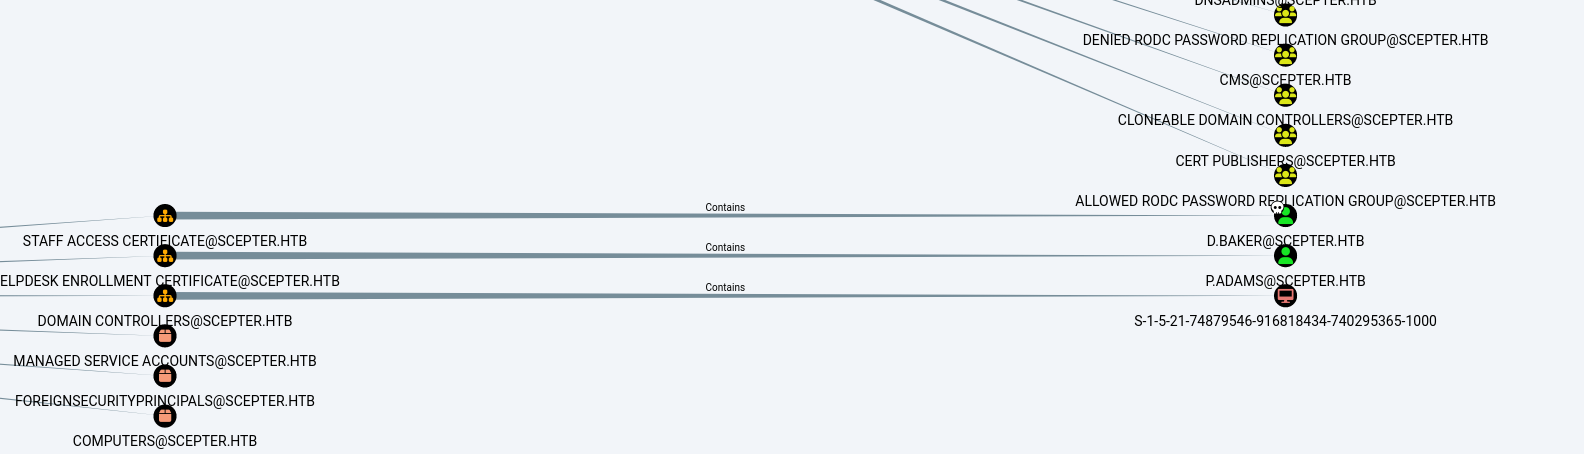 DNSADMINS@SCEPTER.HTB
DENIED RODC PASSWORD REPLICATION GROUP@SCEPTER.HTB
CMS@SCEPTER.HTB
CLONEABLE DOMAIN CONTROLLERS@SCEPTER.HTB
CERT PUBLISHERS@SCEPTER.HTB
ALLOWED RODC PASSWORD REPLICATION GROUP@SCEPTER.HTB
Contains
STAFF ACCESS CERTIFICATE@SCEPTER.HTB
D.BAKER@SCEPTER.HTB
Contains
ELPDESK ENROLLMENT CERTIFICATE@SCEPTER.HTB
P.ADAMS@SCEPTER.HTB
Contains
DOMAIN CONTROLLERS@SCEPTER.HTB
S-1-5-21-74879546-916818434-740295365-1000
MANAGED SERVICE ACCOUNTS@SCEPTER.HTB
FOREIGNSECURITYPRINCIPALS@SCEPTER.HTB
COMPUTERS@SCEPTER.HTB